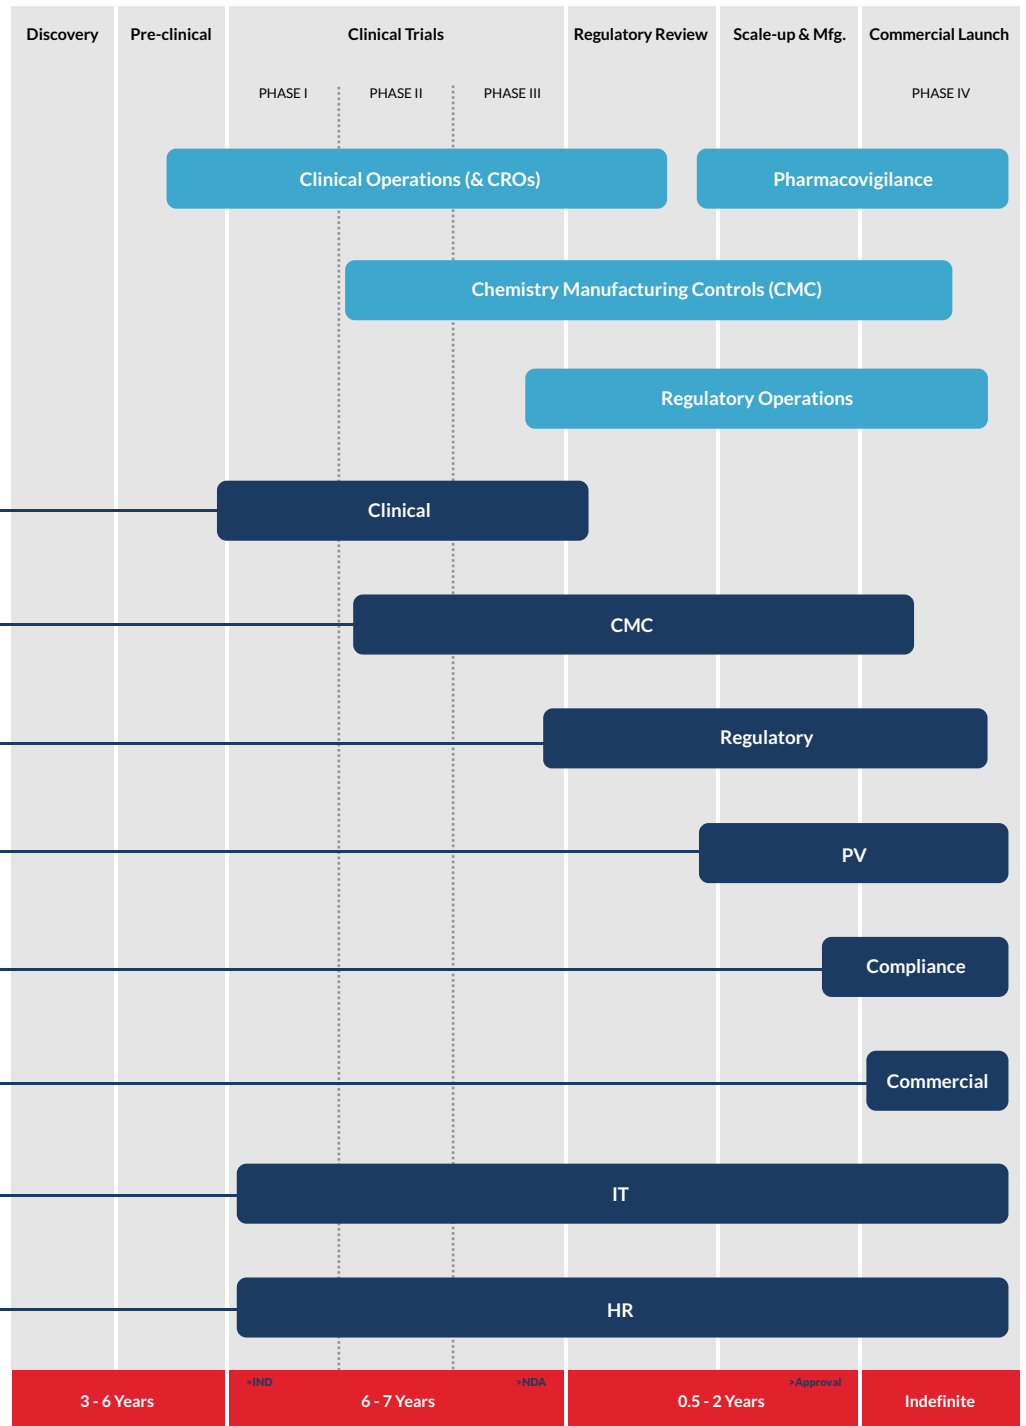 Discovery
Pre-clinical
Clinical Trials
Regulatory Review
Scale-up & Mfg.
Commercial Launch
PHASE I
PHASE II
PHASE III
PHASE IV
Clinical Operations (& CROs)
Pharmacovigilance
Chemistry Manufacturing Controls (CMC)
Regulatory Operations
Clinical
CMC
Regulatory
PV
Compliance
Commercial
IT
HR
>IND
>NDA
>Approval
3 - 6 Years
6 - 7 Years
0.5 - 2 Years
Indefinite